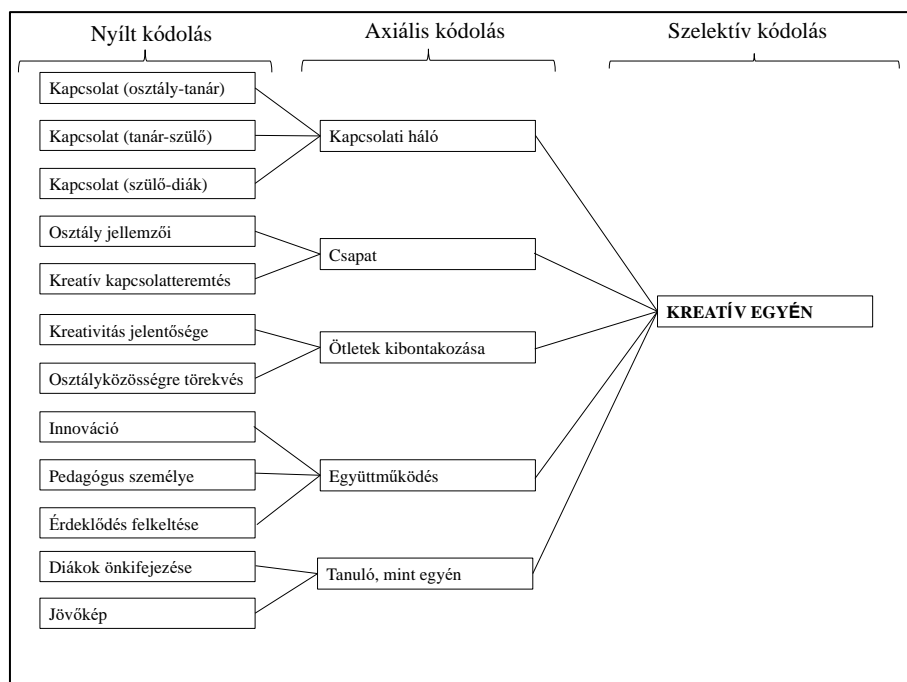 Nyílt kódolás
Axiális kódolás
Szelektív kódolás
Kapcsolat (osztály-tanár)
Kapcsolat (tanár-szülő)
Kapcsolat (szülő-diák)
Osztály jellemzői
Kreatív kapcsolatteremtés
Kreativitás jelentősége
Osztályközösségre törekvés
Innováció
Pedagógus személye
Érdeklődés felkeltése
Diákok önkifejezése
Jövőkép
Kapcsolati háló
Csapat
Ötletek kibontakozása
Együttműködés
Tanuló, mint egyén
KREATÍV EGYÉN